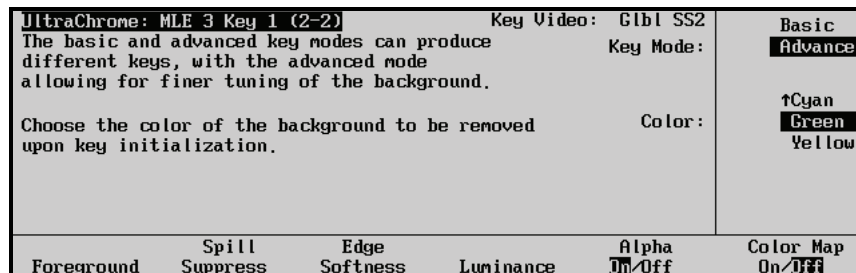 UltraChrome: MLE 3 Key 1 (2-2) Key Video: Glbl SS2 Basic
The basic and advanced key modes can produce Key Mode: Advance
different keys, with the advanced mode
allowing for finer tuning of the background.
↑Cyan
Choose the color of the background to be removed Color: Green
upon key initialization. Yellow
Spill Edge Alpha Color Map
Foreground Suppress Softness Luminance On/Off On/Off